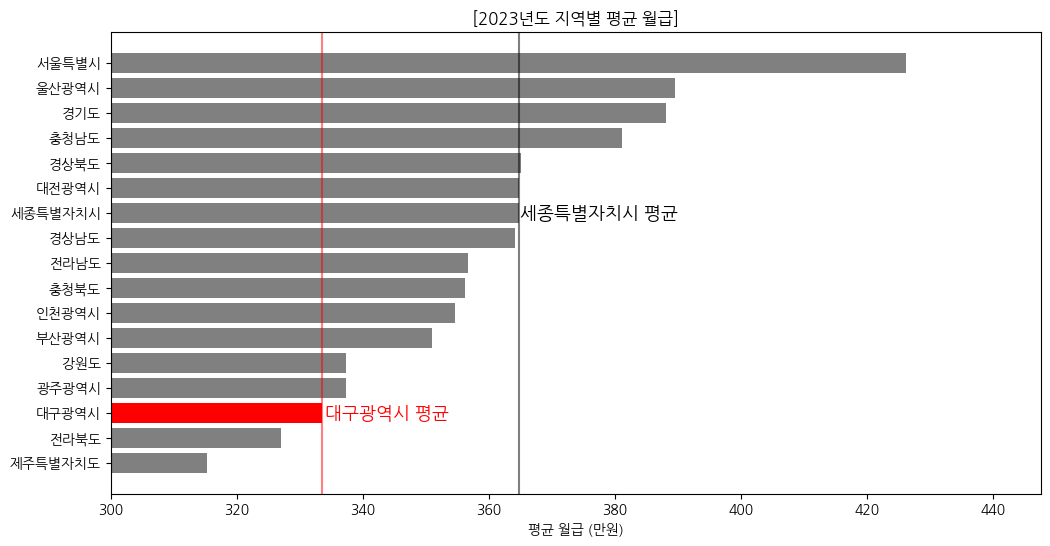 [2023년도 지역별 평균 월급]
서울특별시
울산광역시
경기도
충청남도
경상북도
대전광역시
세종특별자치시
세종특별자치시 평균
경상남도
전라남도
충청북도
인천광역시
부산광역시
강원도
광주광역시
대구광역시
대구광역시 평균
전라북도
제주특별자치도
300 320 340 360 380 400 420 440
평균 월급 (만원)